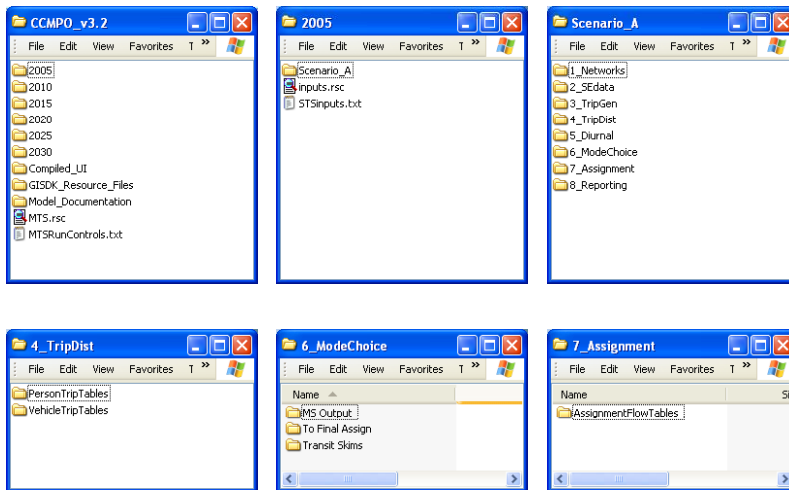 CCMPO_v3.2
File Edit View Favorites T »
2005
2010
2015
2020
2025
2030
Compiled_UI
GISDK_Resource_Files
Model_Documentation
MTS.rsc
MTSRunControls.txt
2005
File Edit View Favorites T »
Scenario_A
inputs.rsc
STSinputs.txt
Scenario_A
File Edit View Favorites T »
1_Networks
2_SEdata
3_TripGen
4_TripDist
5_Diurnal
6_ModeChoice
7_Assignment
8_Reporting
4_TripDist
File Edit View Favorites T »
PersonTripTables
VehicleTripTables
6_ModeChoice
File Edit View Favorites T »
Name
MS Output
To Final Assign
Transit Skims
7_Assignment
File Edit View Favorites T »
Name Si
AssignmentFlowTables